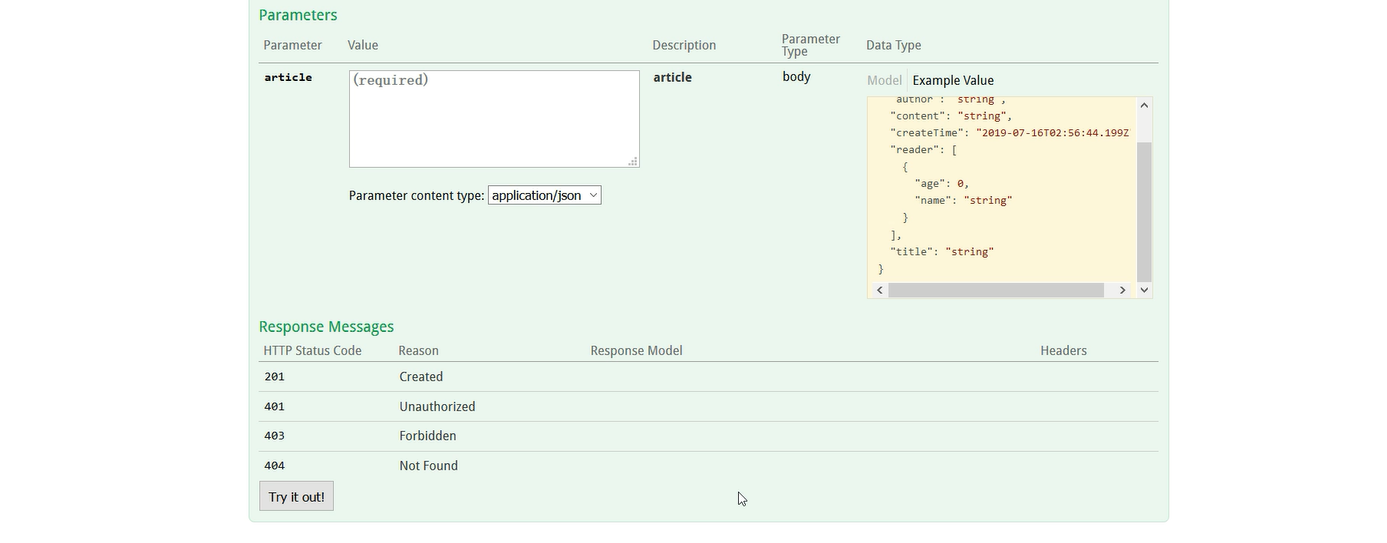 Parameters
Parameter Value Description Parameter Type Data Type
article (required) article body Model Example Value
"author": "string",
"content": "string",
"createTime": "2019-07-16T02:56:44.199Z
"reader": [
{
"age": 0,
"name": "string"
}
],
"title": "string"
}
Parameter content type: application/json
Response Messages
HTTP Status Code Reason Response Model Headers
201 Created
401 Unauthorized
403 Forbidden
404 Not Found
Try it out!